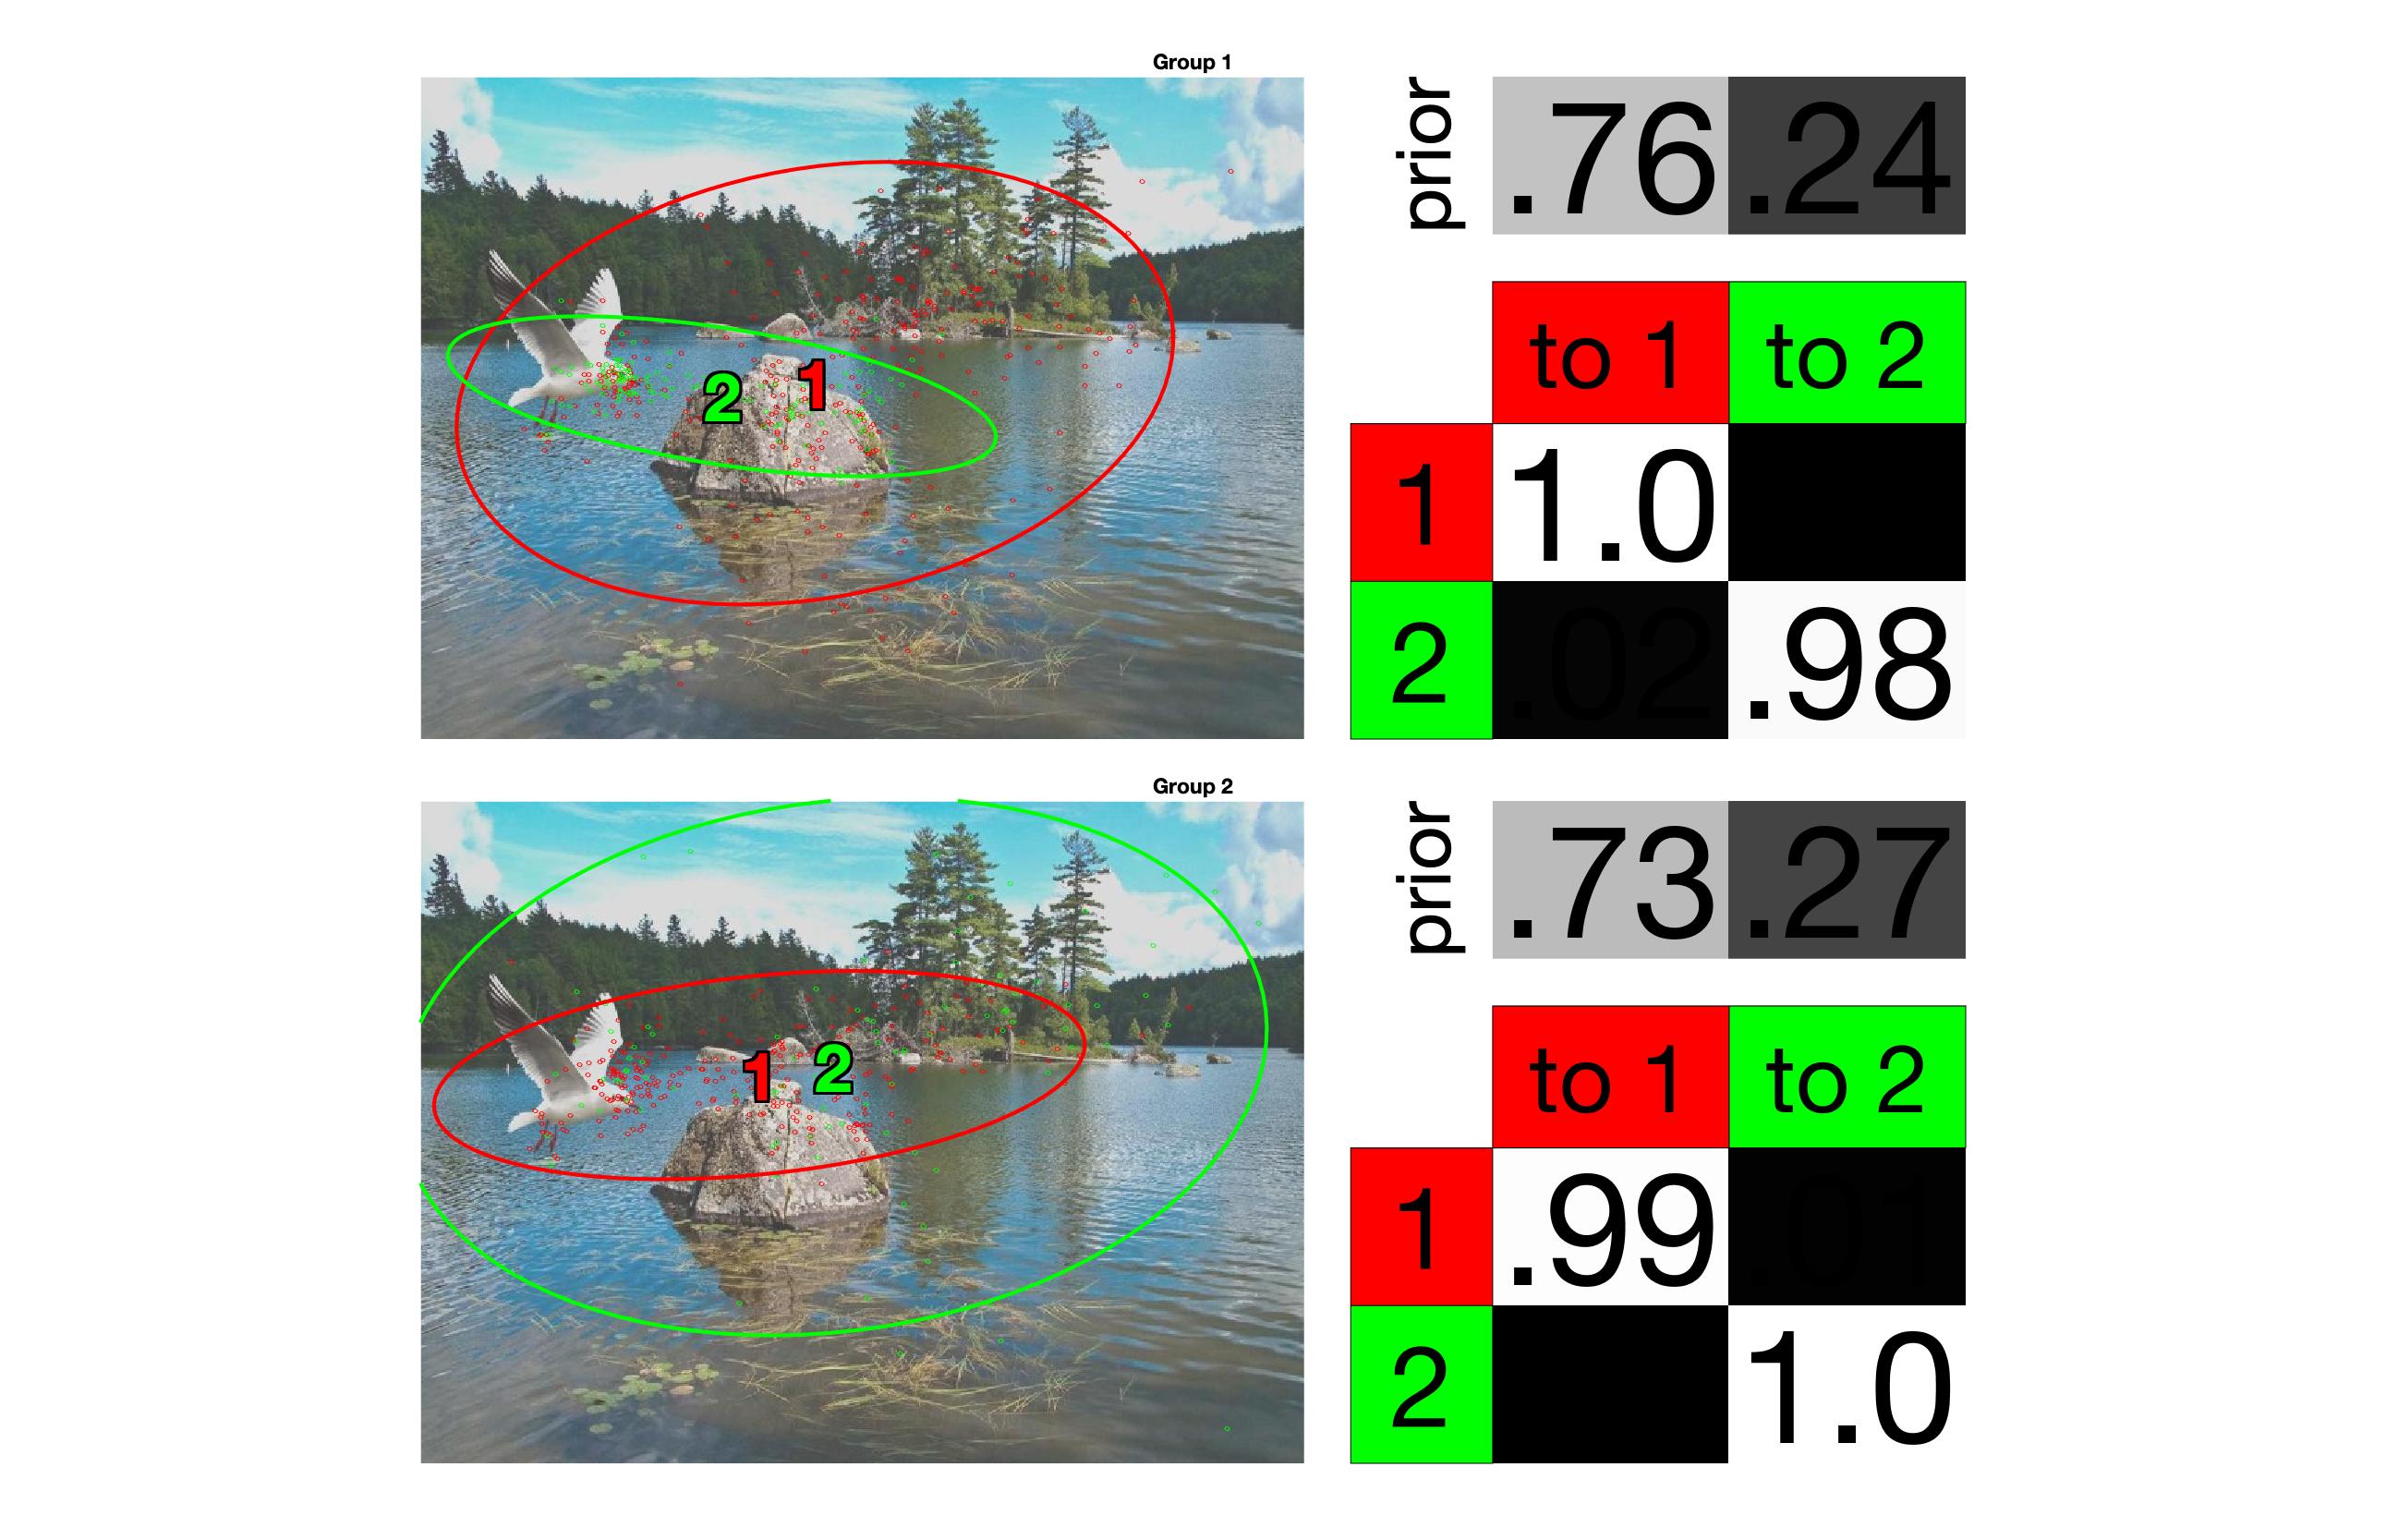 Group 1
2 1
prior .76 .24
to 1 to 2
1 1.0
2 .02 .98
Group 2
1 2
prior .73 .27
to 1 to 2
1 .99 .01
2 1.0